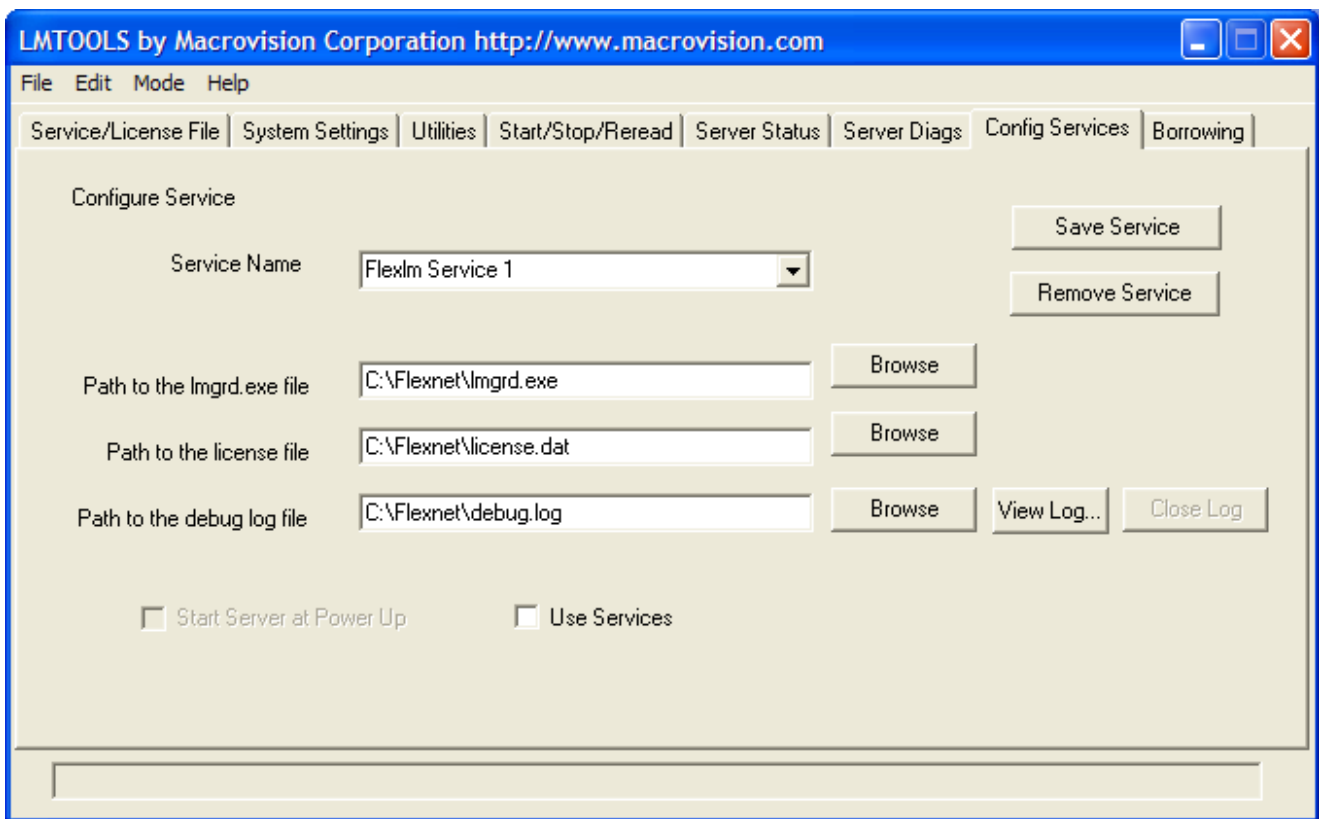 LMTOOLS by Macrovision Corporation http://www.macrovision.com
File Edit Mode Help
Service/License File System Settings Utilities Start/Stop/Reread Server Status Server Diags Config Services Borrowing
Configure Service
Save Service
Service Name Flexlm Service 1
Remove Service
Path to the lmgrd.exe file C:\Flexnet\lmgrd.exe Browse
Path to the license file C:\Flexnet\license.dat Browse
Path to the debug log file C:\Flexnet\debug.log Browse View Log... Close Log
Start Server at Power Up Use Services